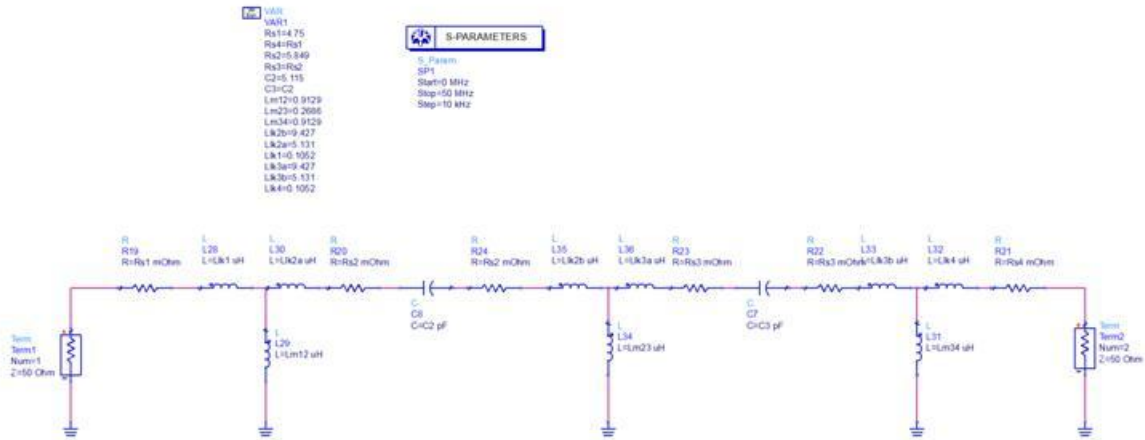 VAR
VAR1
Rs1=4.75
Rs4=Rs1
Rs2=5.849
Rs3=Rs2
C2=5.115
C3=C2
Lm12=0.9129
Lm23=0.2686
Lm34=0.9129
Llk2b=9.427
Llk2a=5.131
Llk1=0.1052
Llk3a=9.427
Llk3b=5.131
Llk4=0.1052
S-PARAMETERS
S_Param
SP1
Start=0 MHz
Stop=50 MHz
Step=10 kHz
R
R19
R=Rs1 mOhm
L
L28
L=Llk1 uH
L
L30
L=Llk2a uH
R
R20
R=Rs2 mOhm
C
C6
C=C2 pF
R
R24
R=Rs2 mOhm
L
L35
L=Llk2b uH
L
L36
L=Llk3a uH
R
R23
R=Rs3 mOhm
C
C7
C=C3 pF
R
R22
R=Rs3 mOhm
L
L33
L=Llk3b uH
L
L32
L=Llk4 uH
R
R21
R=Rs4 mOhm
Term
Term1
Num=1
Z=50 Ohm
L
L29
L=Lm12 uH
L
L34
L=Lm23 uH
L
L31
L=Lm34 uH
Term
Term2
Num=2
Z=50 Ohm